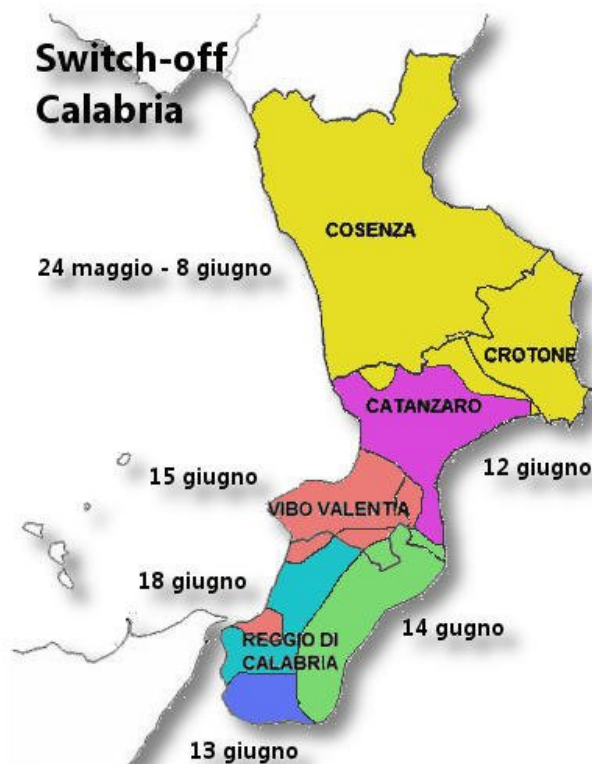 Switch-off
Calabria
COSENZA
24 maggio - 8 giugno
CROTONE
CATANZARO
12 giugno
15 giugno
VIBO VALENTIA
18 giugno
14 gugno
REGGIO DI
CALABRIA
13 giugno